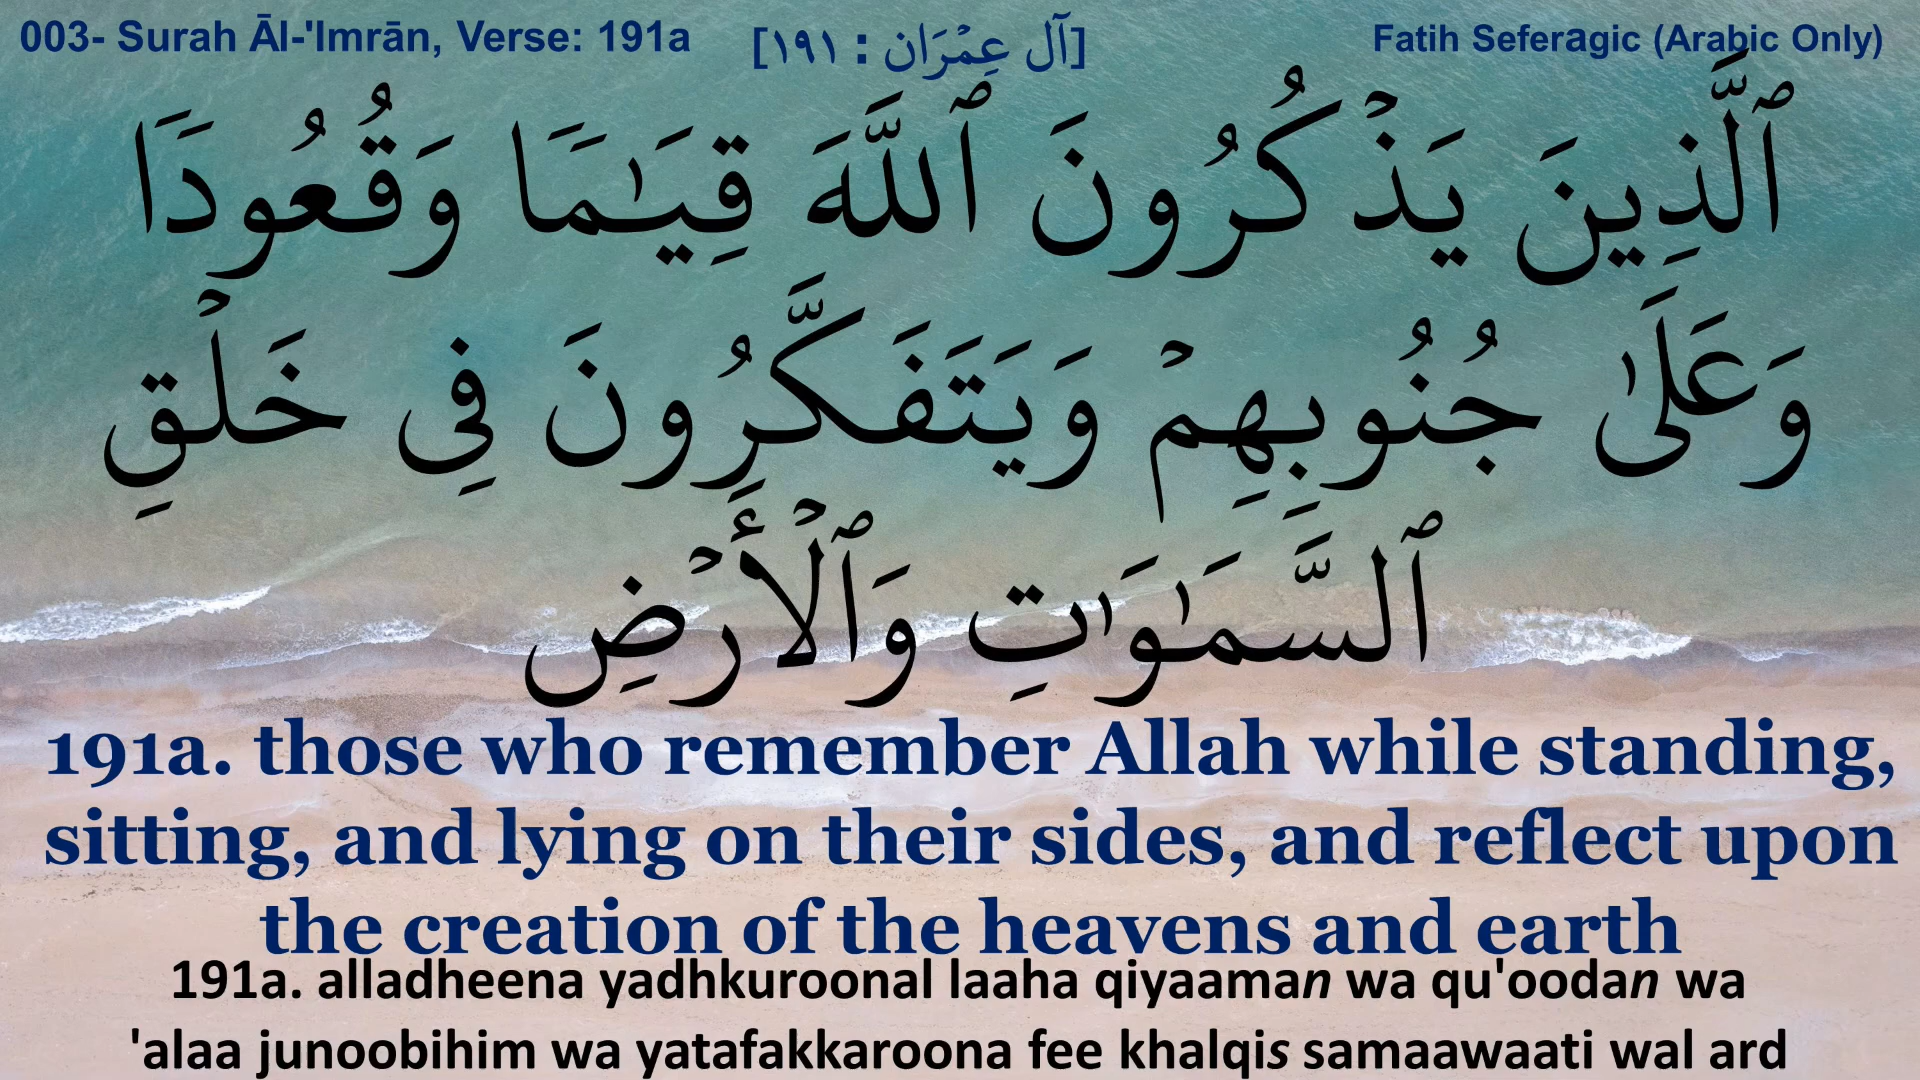 003- Surah Āl-'Imrān, Verse: 191a [آل عِمْرَان : ١٩١] Fatih Seferagic (Arabic Only)
ٱلَّذِينَ يَذۡكُرُونَ ٱللَّهَ قِيَـٰمࣰا وَقُعُودࣰا
وَعَلَىٰ جُنُوبِهِمۡ وَيَتَفَكَّرُونَ فِی خَلۡقِ
ٱلسَّمَـٰوَ ٰ⁠تِ وَٱلۡأَرۡضِ
191a. those who remember Allah while standing,
sitting, and lying on their sides, and reflect upon
the creation of the heavens and earth
191a. alladheena yadhkuroonal laaha qiyaaman wa qu'oodan wa
'alaa junoobihim wa yatafakkaroona fee khalqis samaawaati wal ard